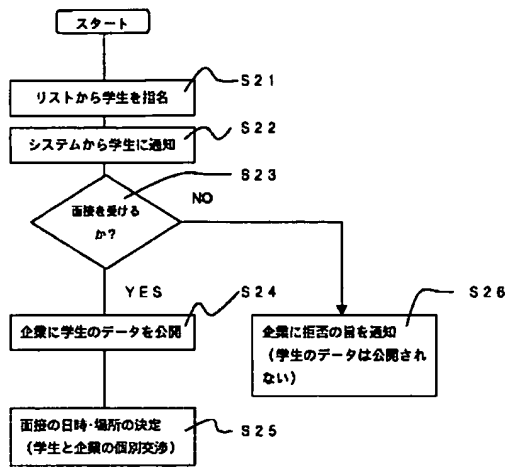 スタート
S21
リストから学生を指名
S22
システムから学生に通知
S23
面接を受ける
か?
NO
YES
S24
企業に学生のデータを公開
S26
企業に拒否の旨を通知
(学生のデータは公開され
ない)
面接の日時・場所の決定
(学生と企業の個別交渉)
S25